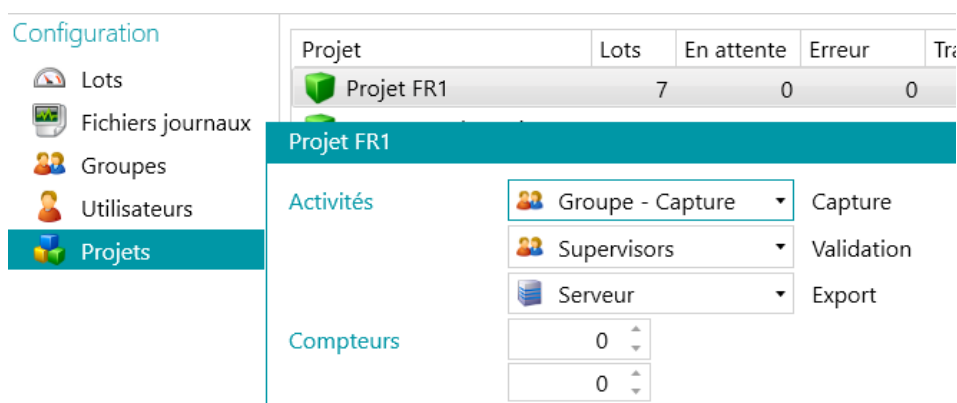 Configuration
Lots
Fichiers journaux
Groupes
Utilisateurs
Projets
Projet Lots En attente Erreur
Projet FR1 7 0 0
Projet FR1
Activités Groupe - Capture Capture
Supervisors Validation
Serveur Export
Compteurs 0
0